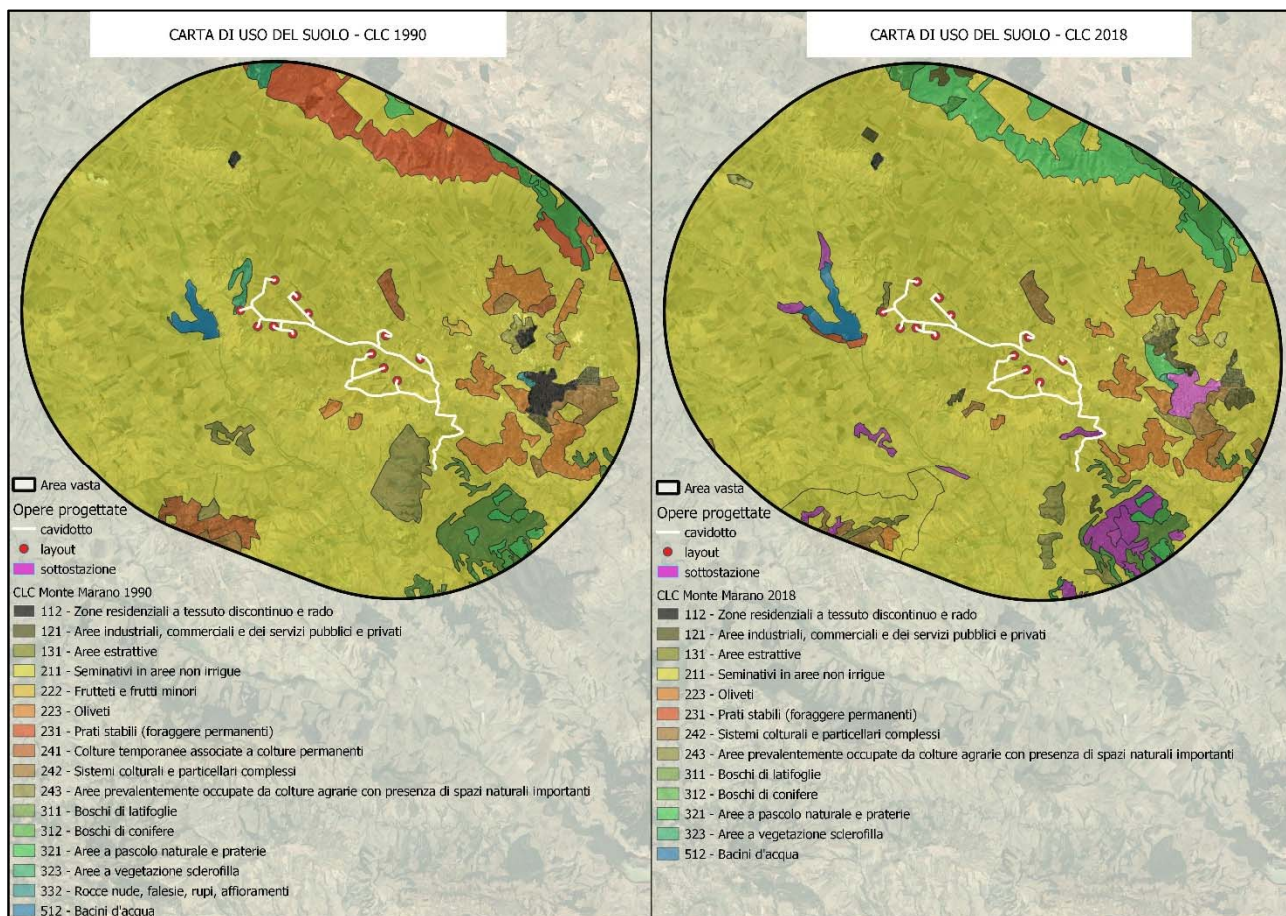 CARTA DI USO DEL SUOLO - CLC 1990
Area vasta
Opere progettate
cavidotto
layout
sottostazione
CLC Monte Marano 1990
112 - Zone residenziali a tessuto discontinuo e rado
121 - Aree industriali, commerciali e dei servizi pubblici e privati
131 - Aree estrattive
211 - Seminativi in aree non irrigue
222 - Frutteti e frutti minori
223 - Oliveti
231 - Prati stabili (foraggere permanenti)
241 - Colture temporanee associate a colture permanenti
242 - Sistemi colturali e particellari complessi
243 - Aree prevalentemente occupate da colture agrarie con presenza di spazi naturali importanti
311 - Boschi di latifoglie
312 - Boschi di conifere
321 - Aree a pascolo naturale e praterie
323 - Aree a vegetazione sclerofilla
332 - Rocce nude, falesie, rupi, affioramenti
512 - Bacini d'acqua
CARTA DI USO DEL SUOLO - CLC 2018
Area vasta
Opere progettate
cavidotto
layout
sottostazione
CLC Monte Marano 2018
112 - Zone residenziali a tessuto discontinuo e rado
121 - Aree industriali, commerciali e dei servizi pubblici e privati
131 - Aree estrattive
211 - Seminativi in aree non irrigue
223 - Oliveti
231 - Prati stabili (foraggere permanenti)
242 - Sistemi colturali e particellari complessi
243 - Aree prevalentemente occupate da colture agrarie con presenza di spazi naturali importanti
311 - Boschi di latifoglie
312 - Boschi di conifere
321 - Aree a pascolo naturale e praterie
323 - Aree a vegetazione sclerofilla
512 - Bacini d'acqua